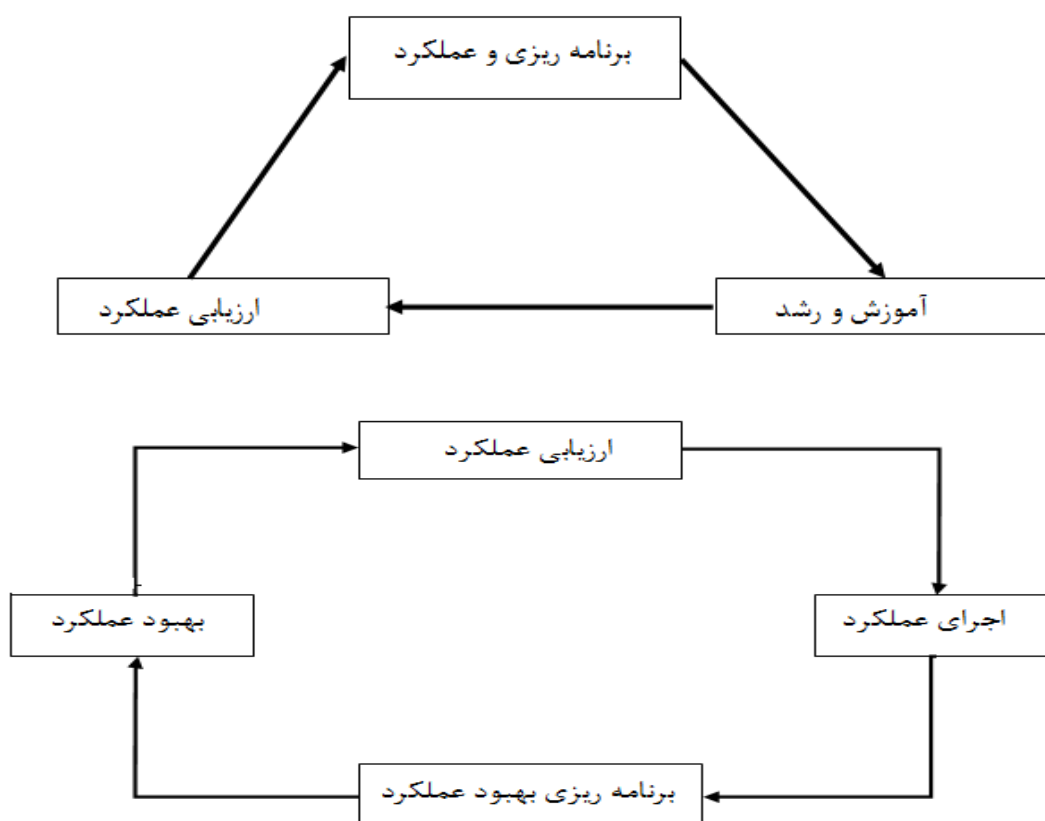 برنامه ریزی و عملکرد
آموزش و رشد
ارزیابی عملکرد
ارزیابی عملکرد
اجرای عملکرد
بهبود عملکرد
برنامه ریزی بهبود عملکرد